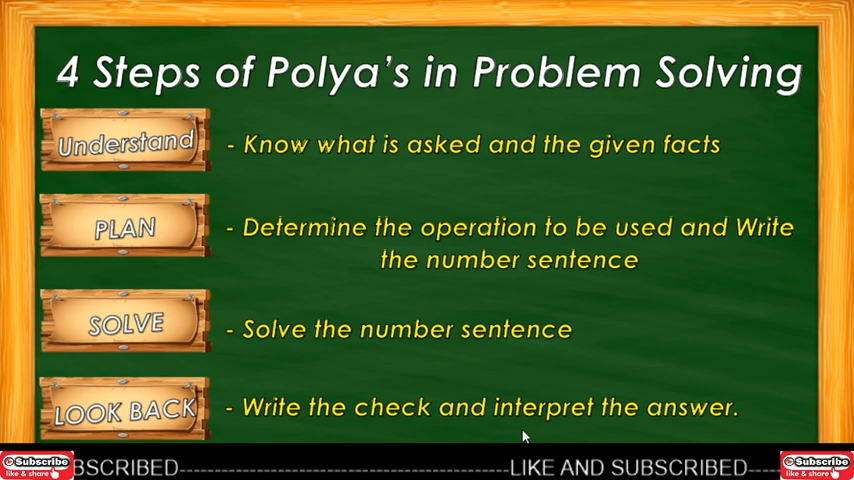 4 Steps of Polya's in Problem Solving
Understand
- Know what is asked and the given facts
PLAN
- Determine the operation to be used and Write
the number sentence
SOLVE
- Solve the number sentence
LOOK BACK
- Write the check and interpret the answer.
Subscribe
like & share
BSCRIBED--------------------------------------LIKE AND SUBSCRIBED-----
Subscribe
like & share